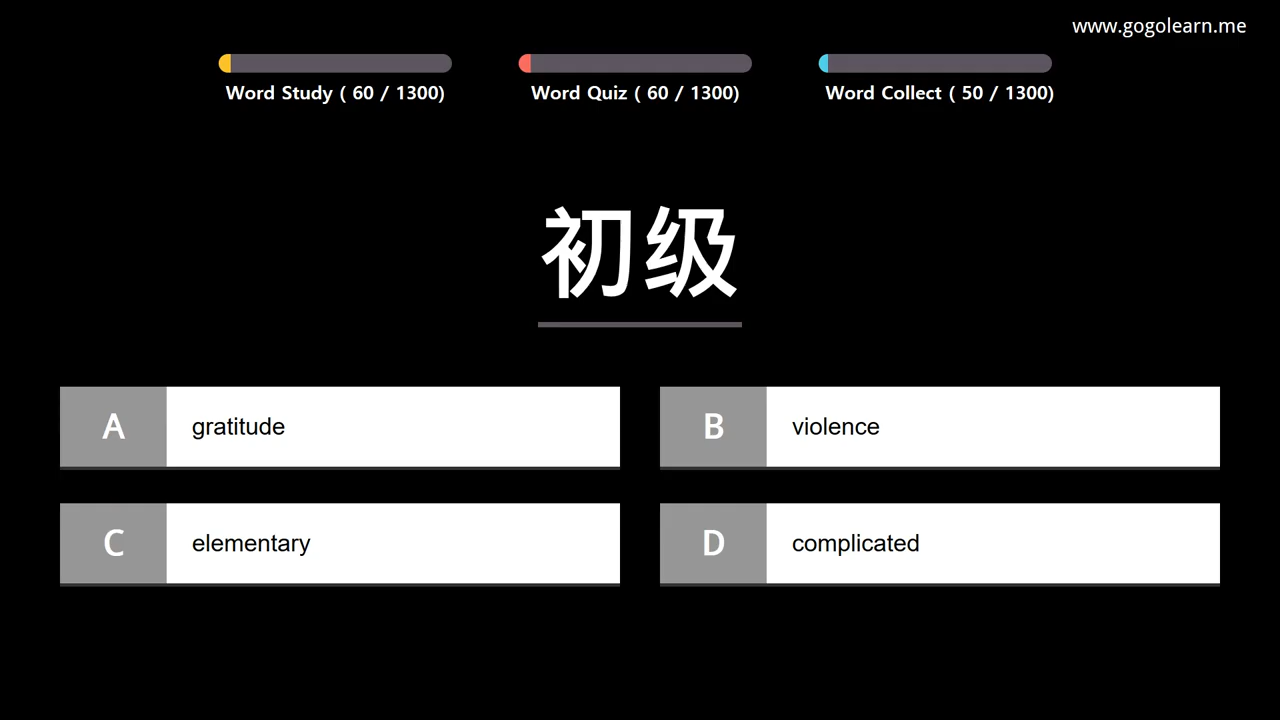 www.gogolearn.me
Word Study ( 60 / 1300)
Word Quiz ( 60 / 1300)
Word Collect ( 50 / 1300)
初级
A gratitude
B violence
C elementary
D complicated